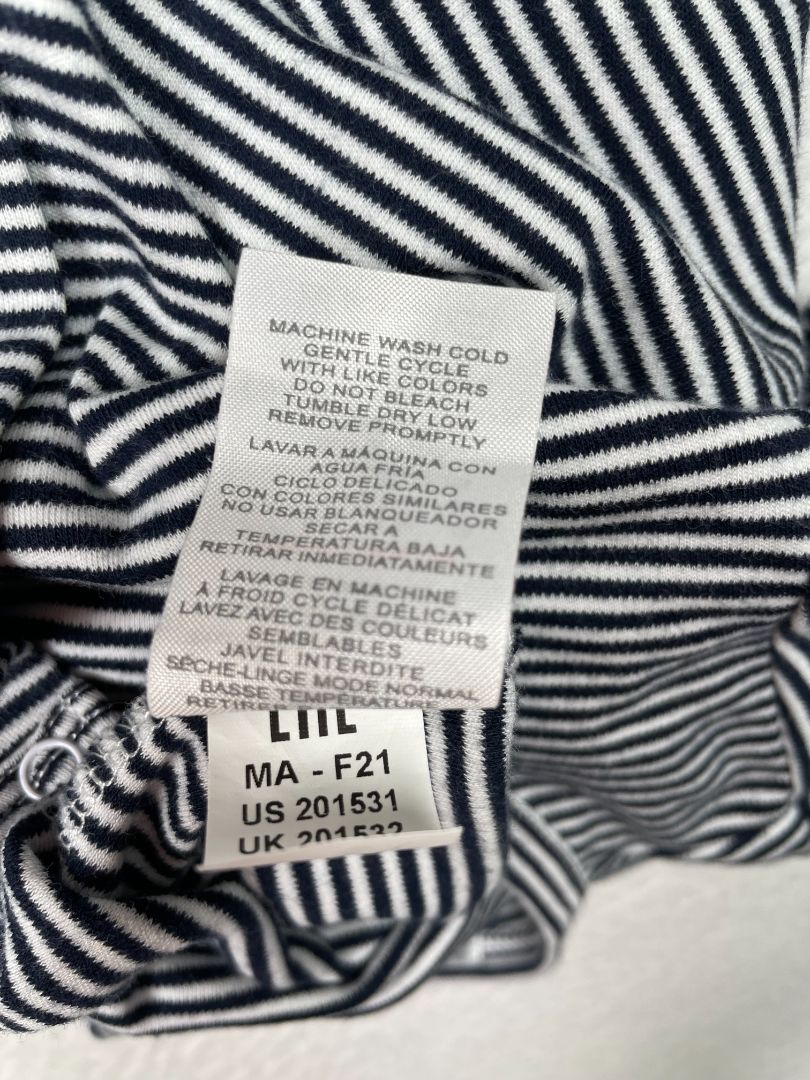 MACHINE WASH COLD
GENTLE CYCLE
WITH LIKE COLORS
DO NOT BLEACH
TUMBLE DRY LOW
REMOVE PROMPTLY
LAVAR A MÁQUINA CON
AGUA FRÍA
CICLO DELICADO
CON COLORES SIMILARES
NO USAR BLANQUEADOR
SECAR A
TEMPERATURA BAJA
RETIRAR INMEDIATAMENTE
LAVAGE EN MACHINE
À FROID CYCLE DÉLICAT
LAVEZ AVEC DES COULEURS
SEMBLABLES
JAVEL INTERDITE
SÈCHE-LINGE MODE NORMAL
BASSE TEMPÉRATURE
MA - F21
US 201531
UK 201532